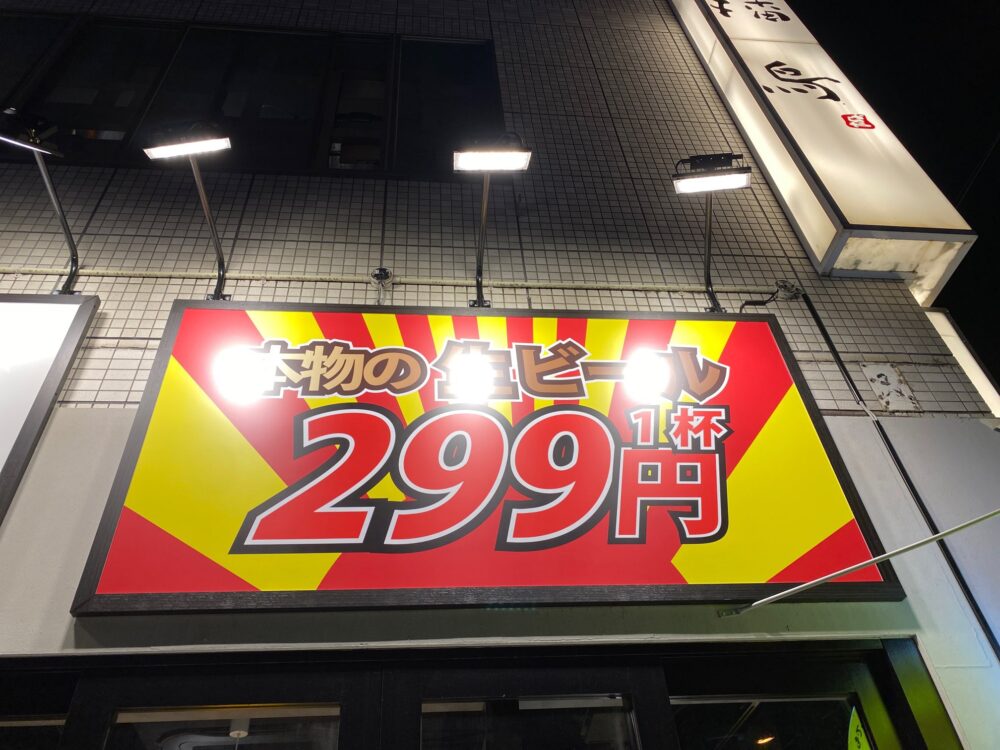 本物の生ビール
1杯
299円
鳥